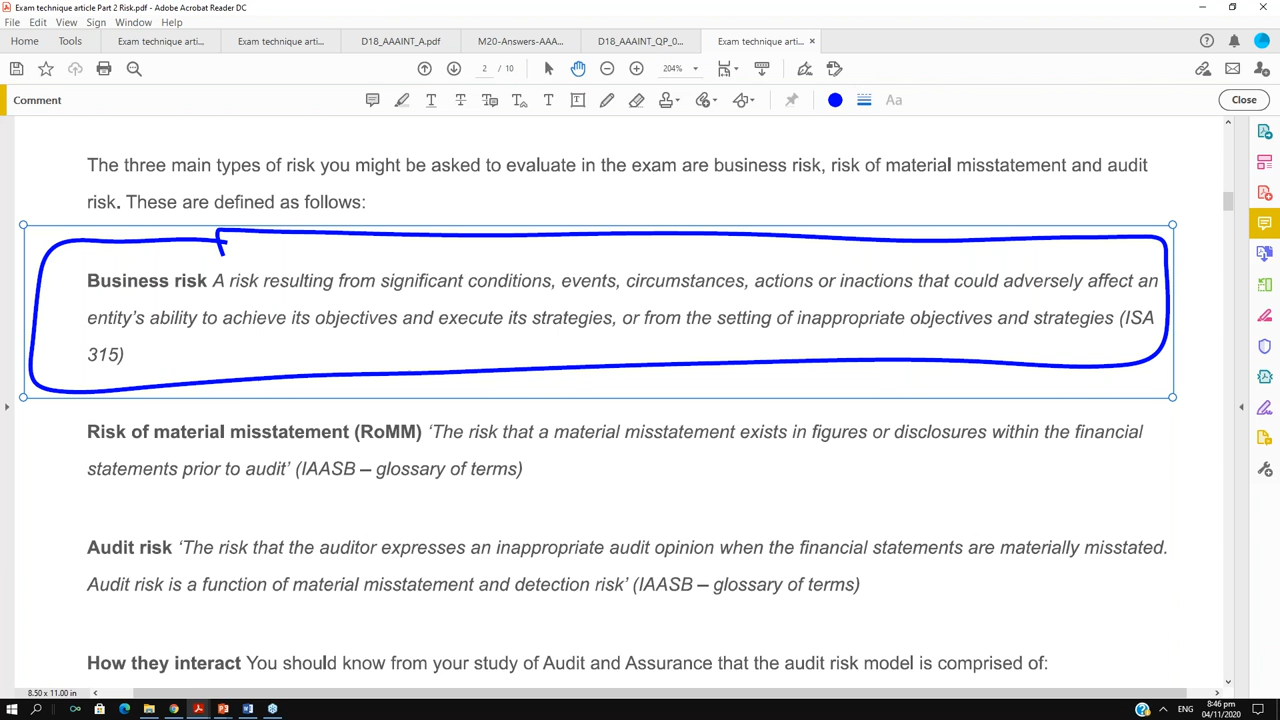 Exam technique article Part 2 Risk.pdf - Adobe Acrobat Reader DC
File Edit View Sign Window Help
Home Tools Exam technique arti... Exam technique arti... D18_AAAINT_A.pdf M20-Answers-AAA... D18_AAAINT_QP_0... Exam technique arti... ×
2 / 10 204%
Comment Aa Close
The three main types of risk you might be asked to evaluate in the exam are business risk, risk of material misstatement and audit
risk. These are defined as follows:
Business risk A risk resulting from significant conditions, events, circumstances, actions or inactions that could adversely affect an
entity’s ability to achieve its objectives and execute its strategies, or from the setting of inappropriate objectives and strategies (ISA
315)
Risk of material misstatement (RoMM) ‘The risk that a material misstatement exists in figures or disclosures within the financial
statements prior to audit’ (IAASB – glossary of terms)
Audit risk ‘The risk that the auditor expresses an inappropriate audit opinion when the financial statements are materially misstated.
Audit risk is a function of material misstatement and detection risk’ (IAASB – glossary of terms)
How they interact You should know from your study of Audit and Assurance that the audit risk model is comprised of:
8.50 x 11.00 in
ENG
8:46 pm
04/11/2020